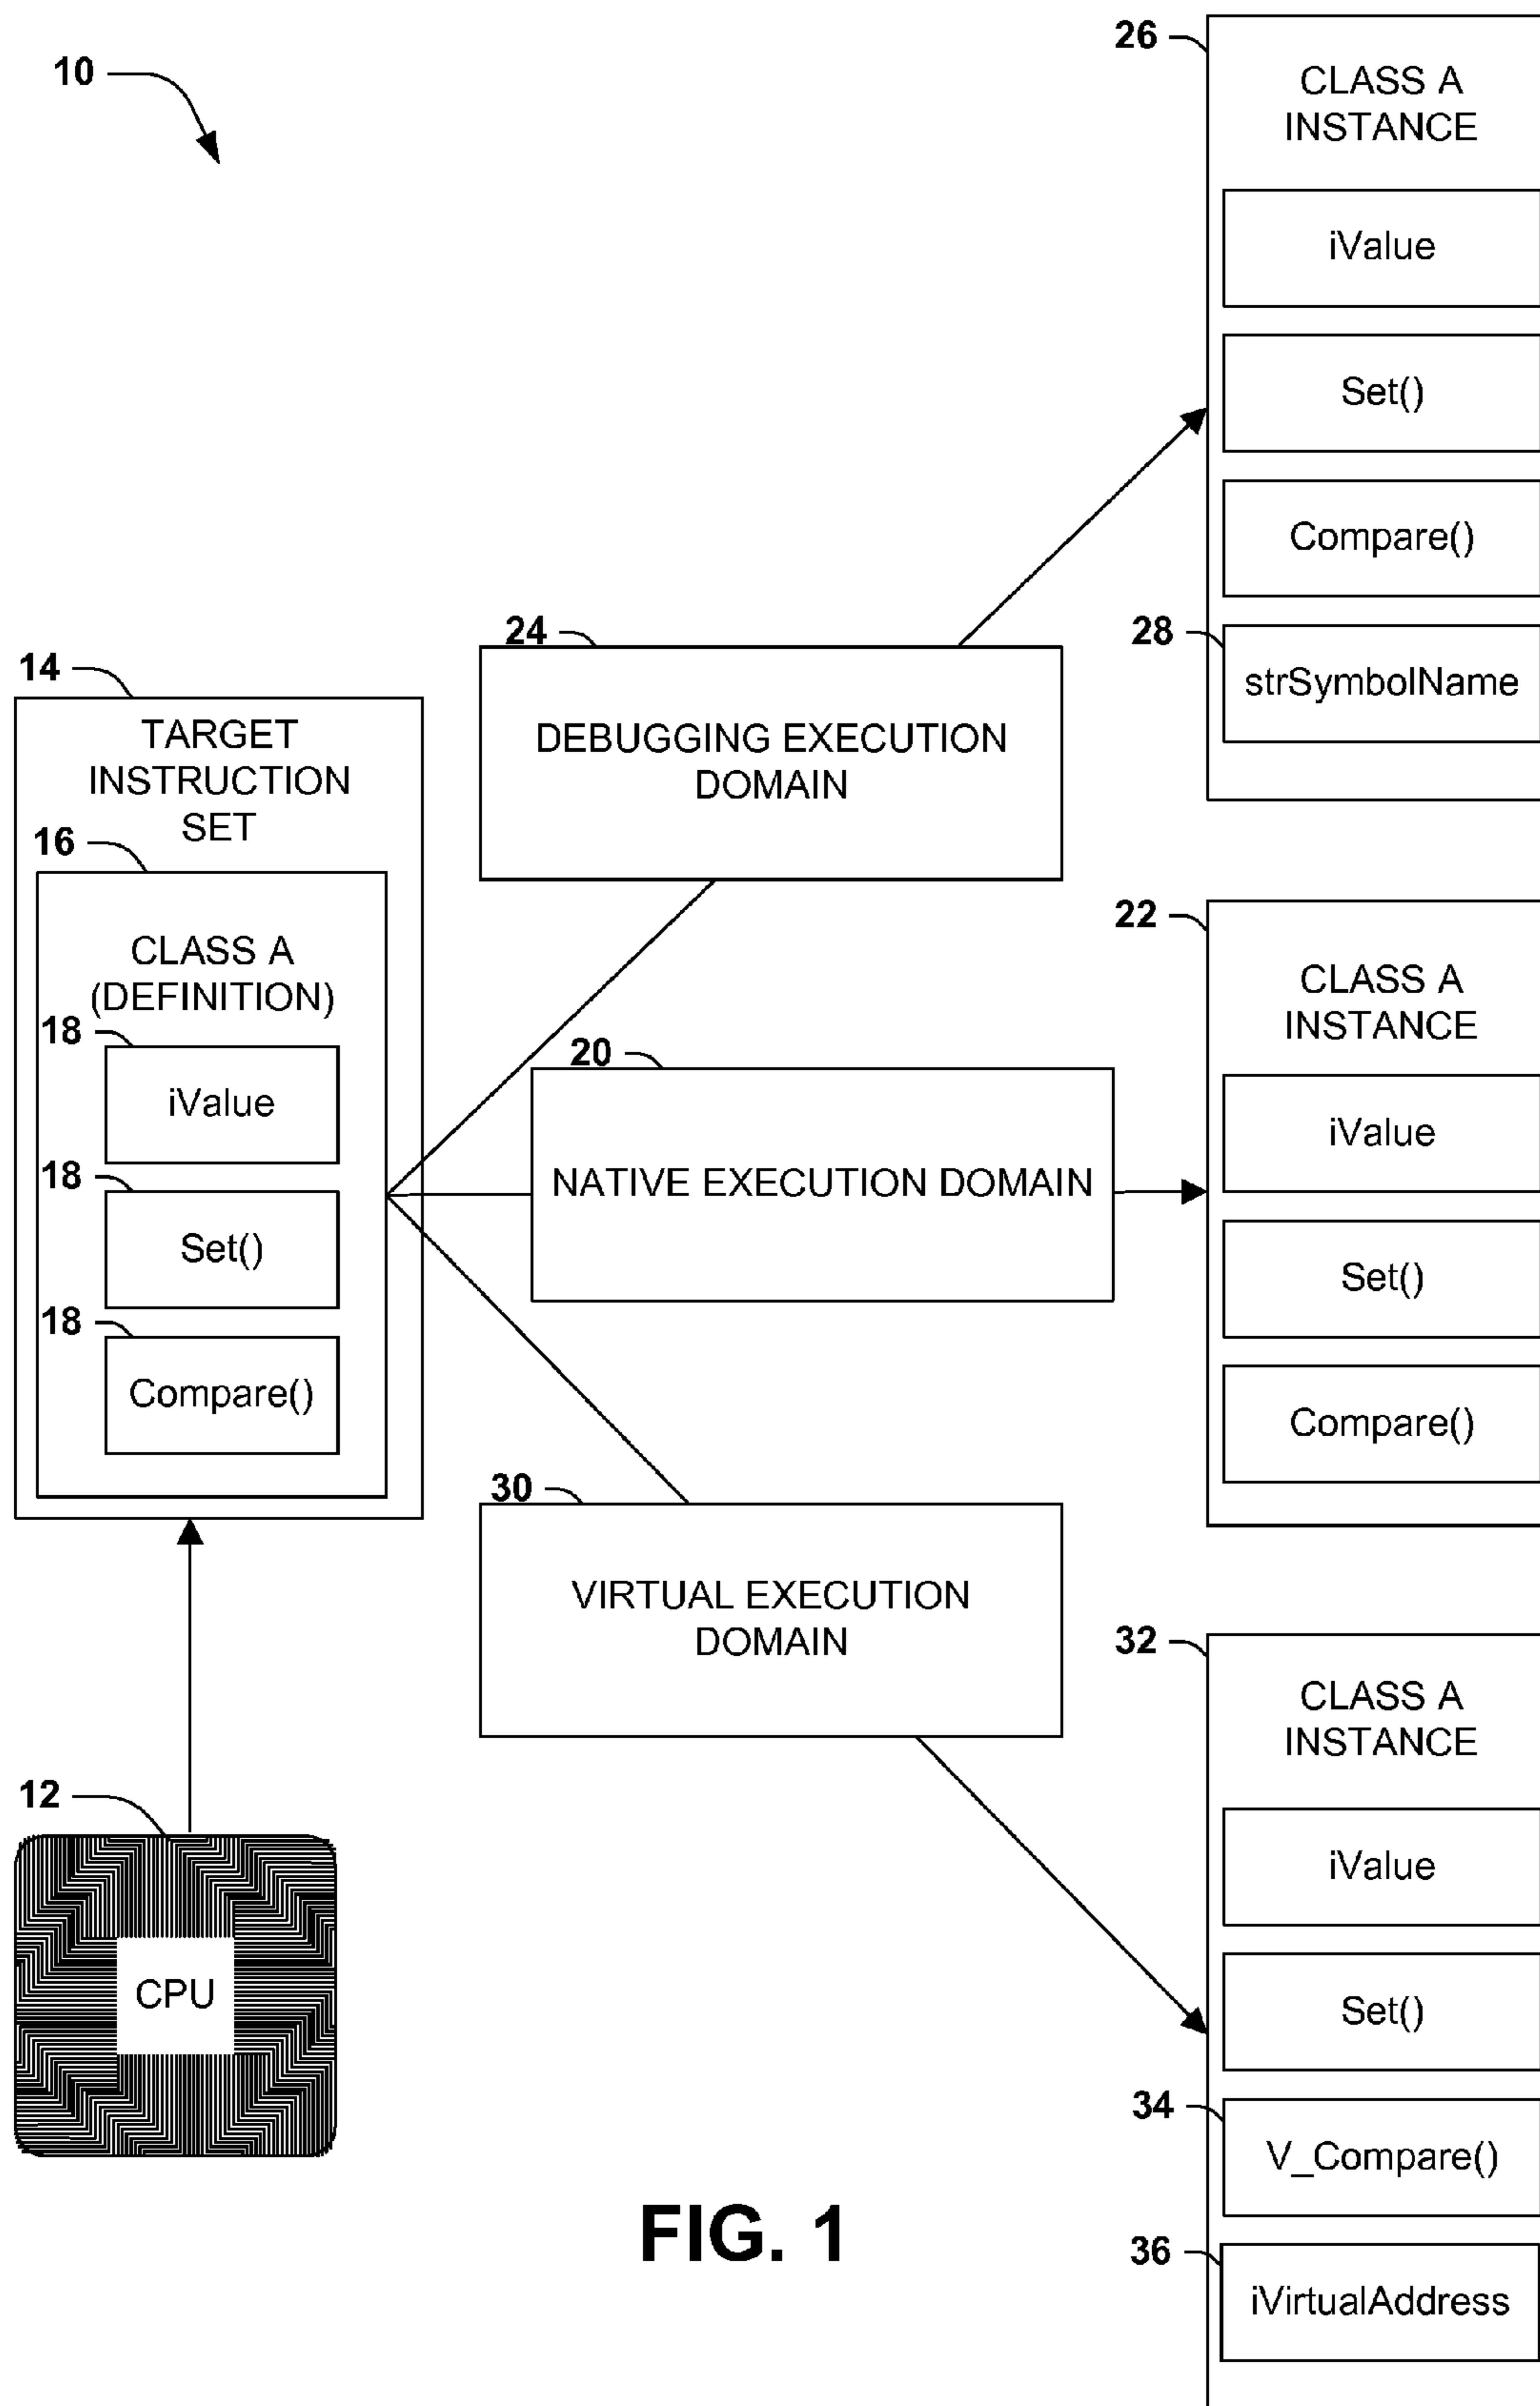 10
26
CLASS A
INSTANCE
iValue
Set()
Compare()
28
strSymbolName
24
DEBUGGING EXECUTION
DOMAIN
14
TARGET
INSTRUCTION
SET
16
CLASS A
(DEFINITION)
18
iValue
18
Set()
18
Compare()
20
NATIVE EXECUTION DOMAIN
22
CLASS A
INSTANCE
iValue
Set()
Compare()
30
VIRTUAL EXECUTION
DOMAIN
32
CLASS A
INSTANCE
iValue
Set()
34
V_Compare()
36
iVirtualAddress
12
CPU
FIG. 1